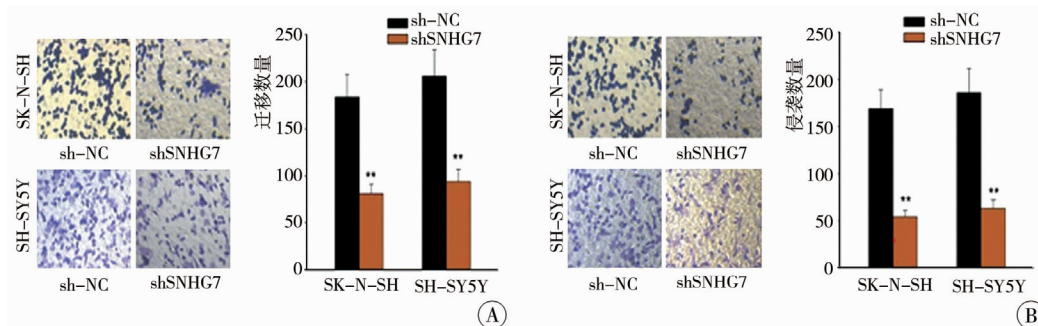 SK-N-SH
sh-NC
shSNHG7
SH-SY5Y
sh-NC
shSNHG7
sh-NC
shSNHG7
迁移数量
250
200
150
100
50
0
**
**
SK-N-SH
SH-SY5Y
A
SK-N-SH
sh-NC
shSNHG7
SH-SY5Y
sh-NC
shSNHG7
sh-NC
shSNHG7
侵袭数量
250
200
150
100
50
0
**
**
SK-N-SH
SH-SY5Y
B